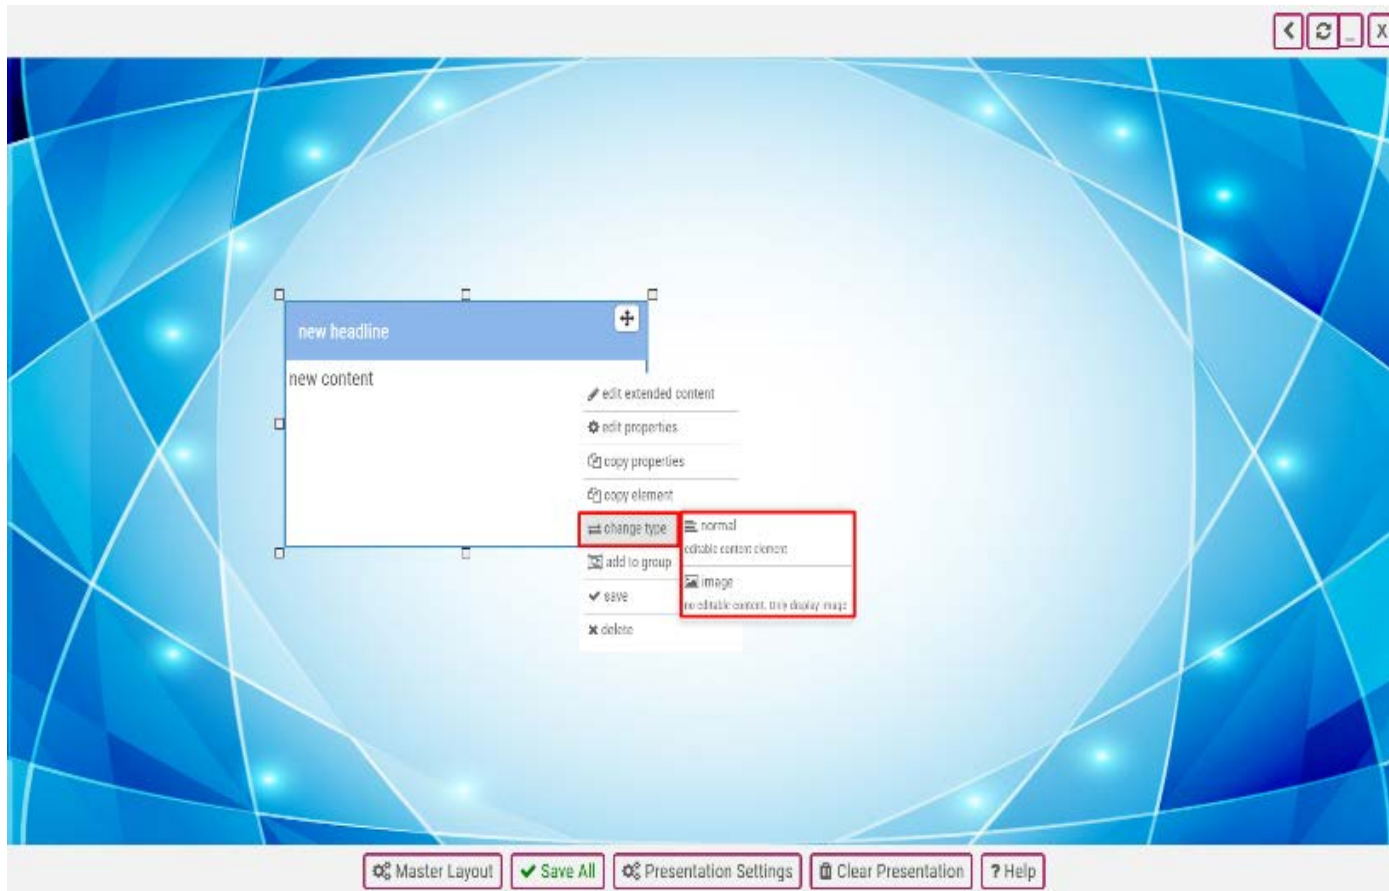 _
X
new headline
new content
edit extended content
edit properties
copy properties
copy element
change type
normal
editable content element
add to group
image
no editable content. Only display image
save
delete
Master Layout
Save All
Presentation Settings
Clear Presentation
? Help